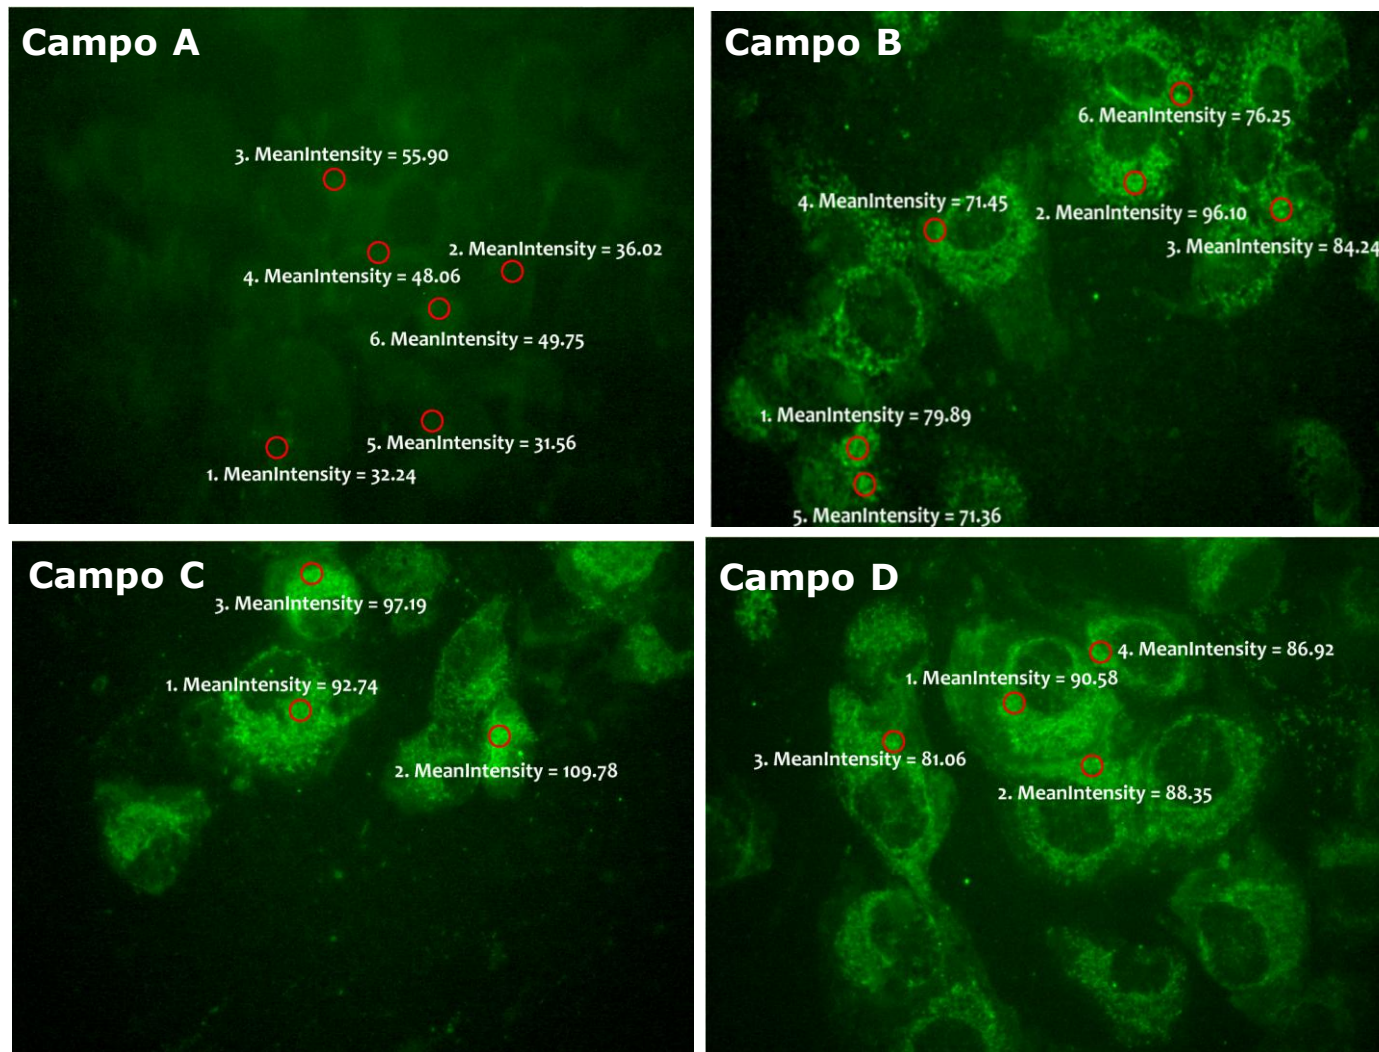 Campo A
3. MeanIntensity = 55.90
2. MeanIntensity = 36.02
4. MeanIntensity = 48.06
6. MeanIntensity = 49.75
5. MeanIntensity = 31.56
1. MeanIntensity = 32.24
Campo B
6. MeanIntensity = 76.25
4. MeanIntensity = 71.45
2. MeanIntensity = 96.10
3. MeanIntensity = 84.24
1. MeanIntensity = 79.89
5. MeanIntensity = 71.36
Campo C
3. MeanIntensity = 97.19
1. MeanIntensity = 92.74
2. MeanIntensity = 109.78
Campo D
4. MeanIntensity = 86.92
1. MeanIntensity = 90.58
3. MeanIntensity = 81.06
2. MeanIntensity = 88.35